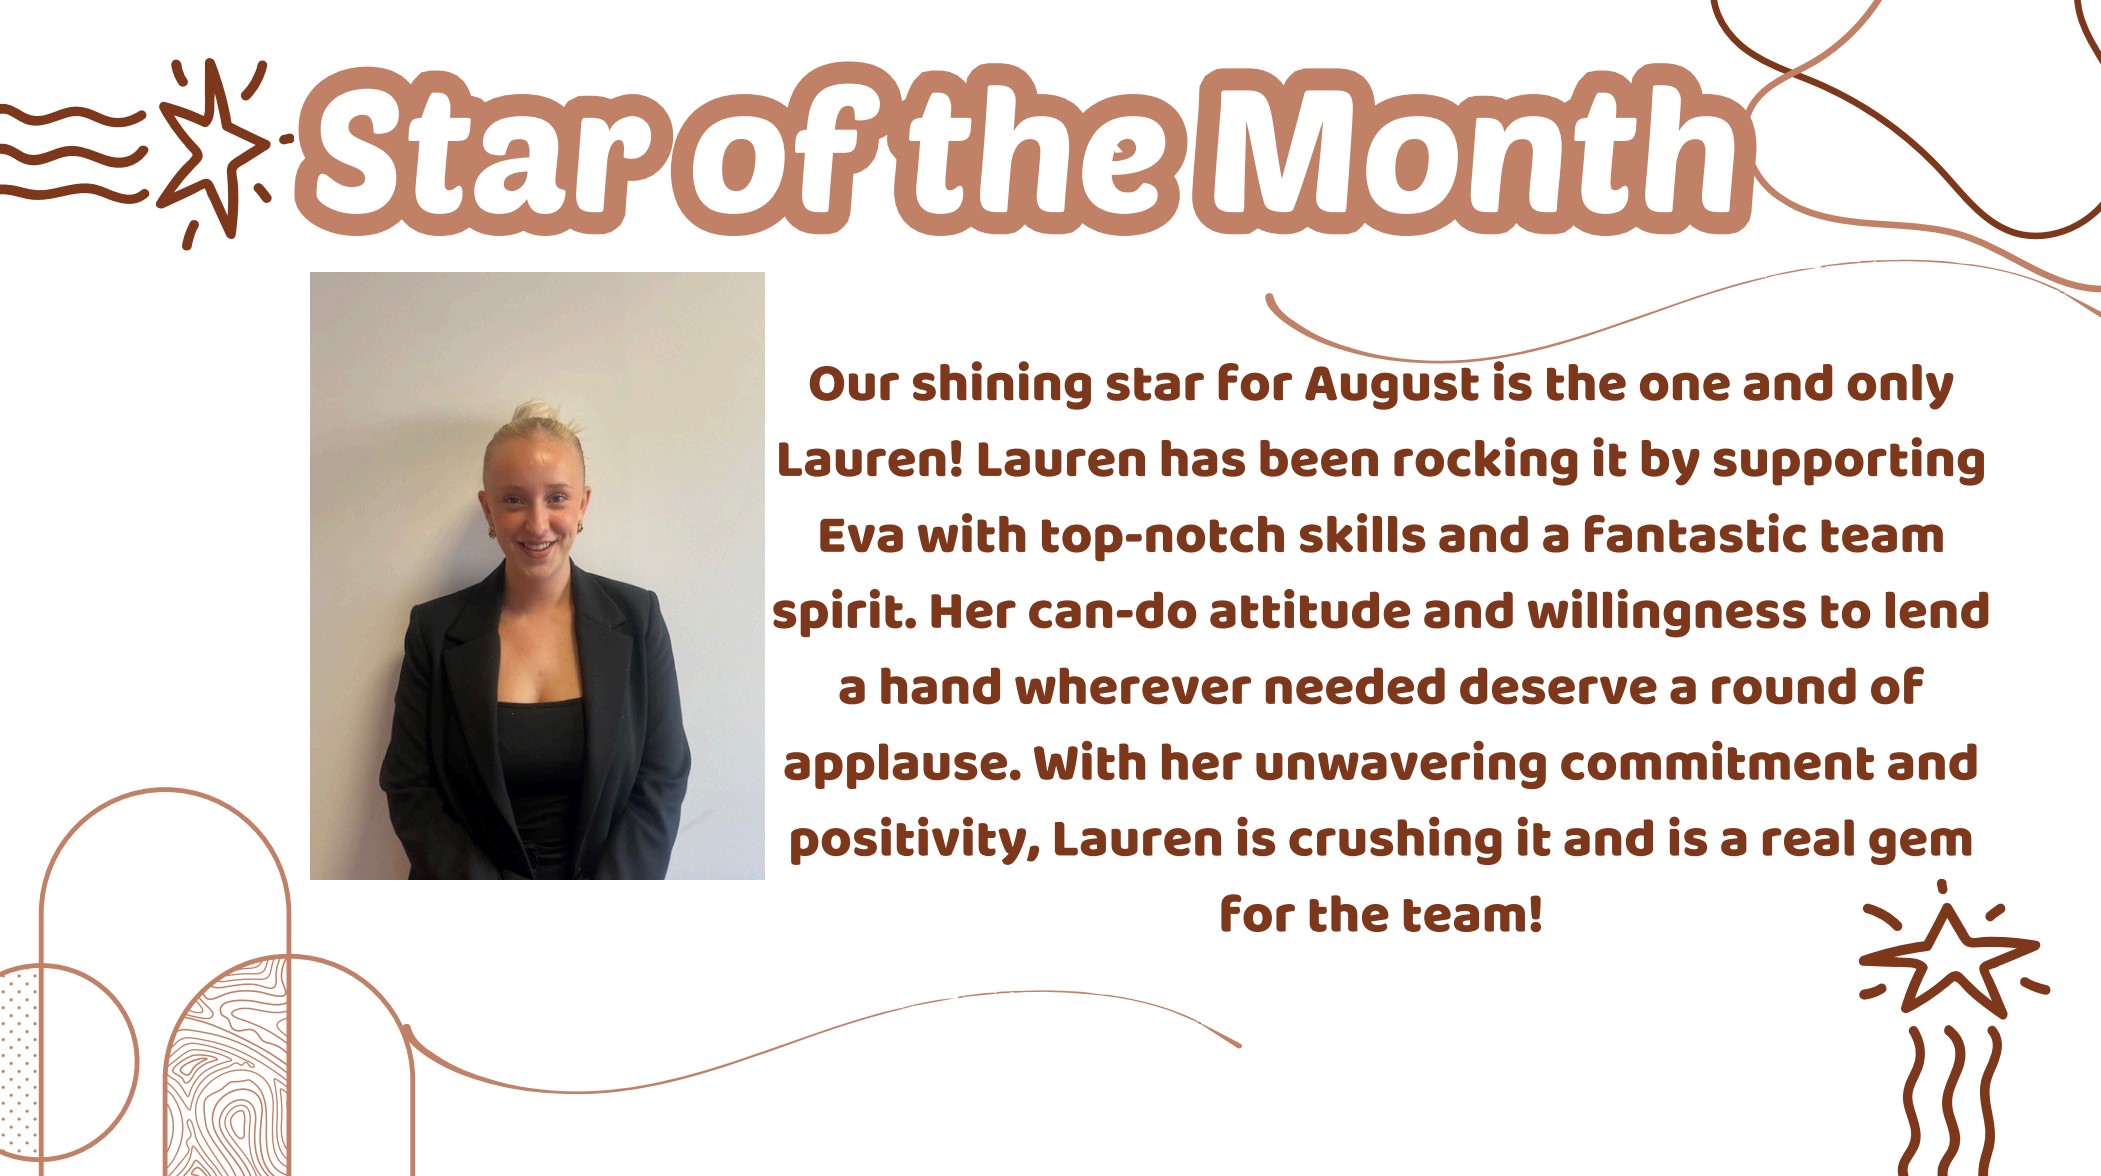 Star of the Month
Our shining star for August is the one and only
Lauren! Lauren has been rocking it by supporting
Eva with top-notch skills and a fantastic team
spirit. Her can-do attitude and willingness to lend
a hand wherever needed deserve a round of
applause. With her unwavering commitment and
positivity, Lauren is crushing it and is a real gem
for the team!